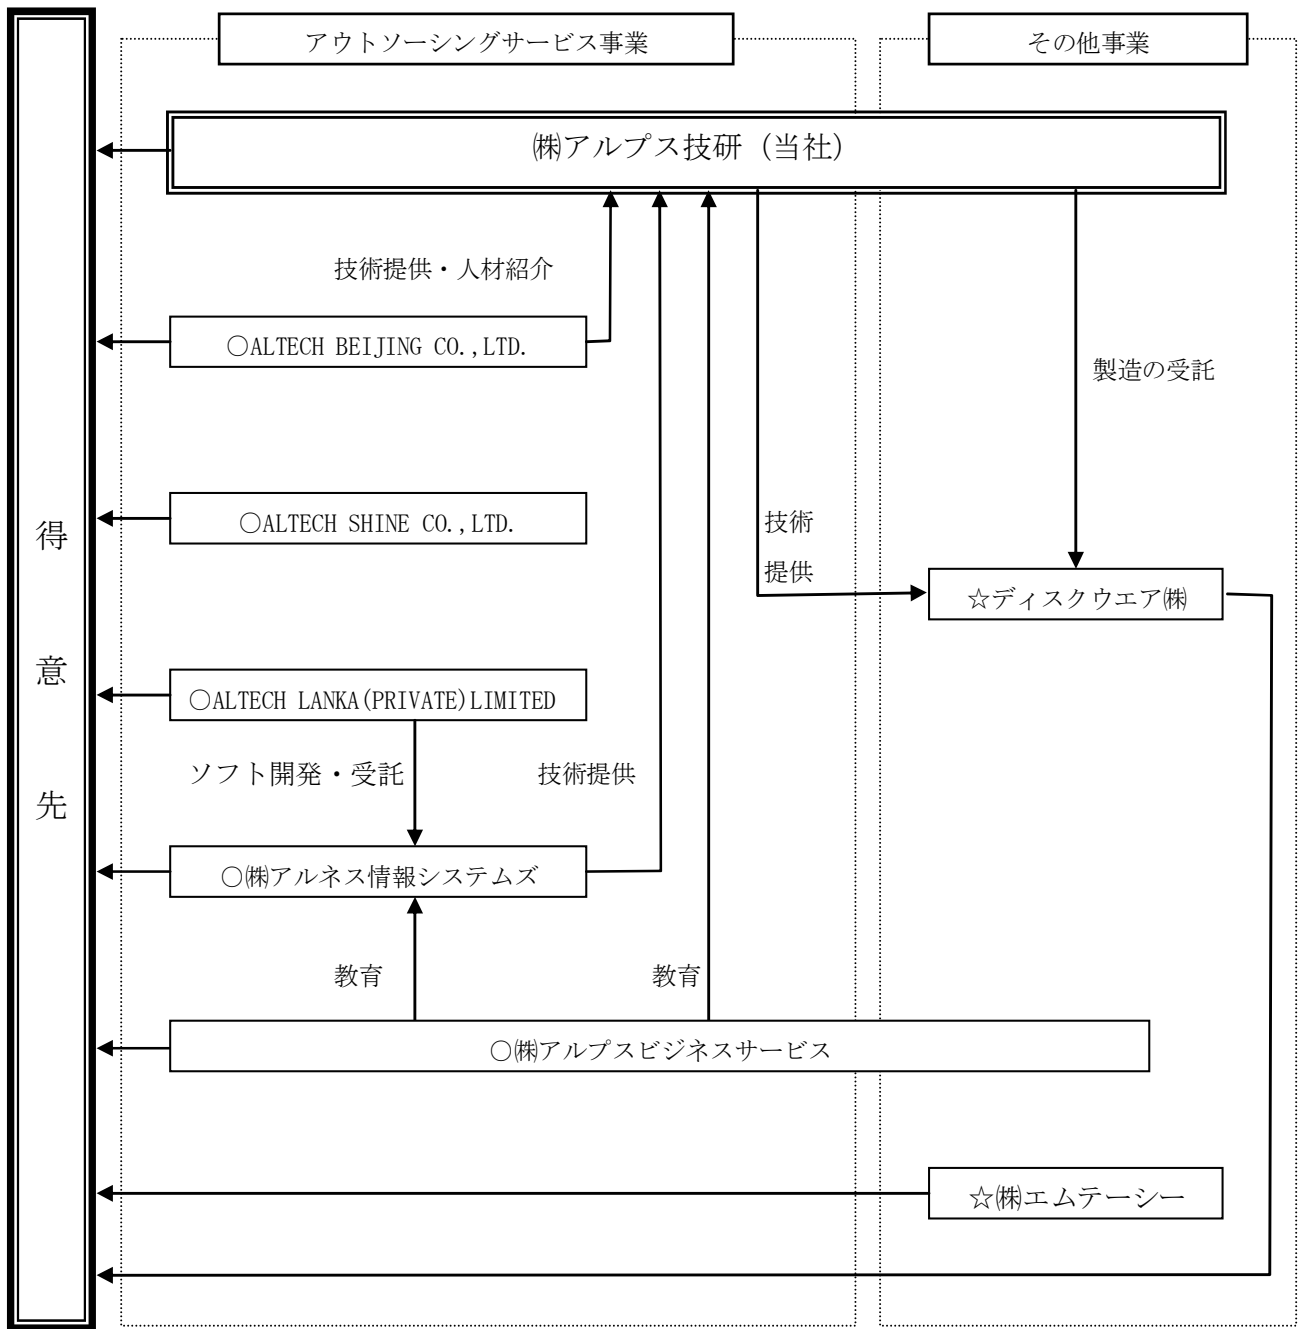 アウトソーシングサービス事業
その他事業
㈱アルプス技研（当社）
技術提供・人材紹介
○ALTECH BEIJING CO.,LTD.
製造の受託
○ALTECH SHINE CO.,LTD.
技術
提供
☆ディスクウエア㈱
得
意
先
○ALTECH LANKA(PRIVATE)LIMITED
ソフト開発・受託
技術提供
○㈱アルネス情報システムズ
教育
教育
○㈱アルプスビジネスサービス
☆㈱エムテーシー